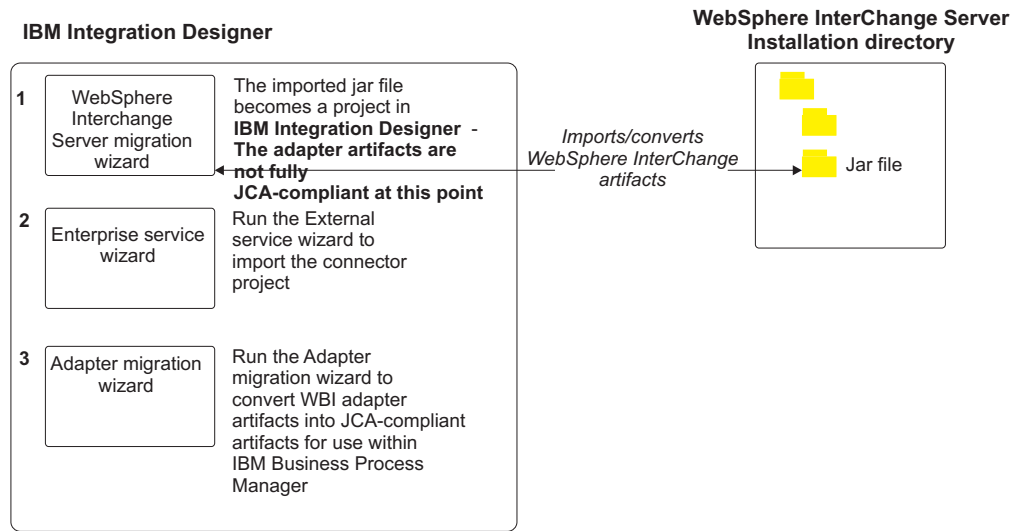 IBM Integration Designer
WebSphere InterChange Server
Installation directory
1
WebSphere
Interchange
Server migration
wizard
The imported jar file
becomes a project in
IBM Integration Designer -
The adapter artifacts are
not fully
JCA-compliant at this point
Imports/converts
WebSphere InterChange
artifacts
Jar file
2
Enterprise service
wizard
Run the External
service wizard to
import the connector
project
3
Adapter migration
wizard
Run the Adapter
migration wizard to
convert WBI adapter
artifacts into JCA-compliant
artifacts for use within
IBM Business Process
Manager